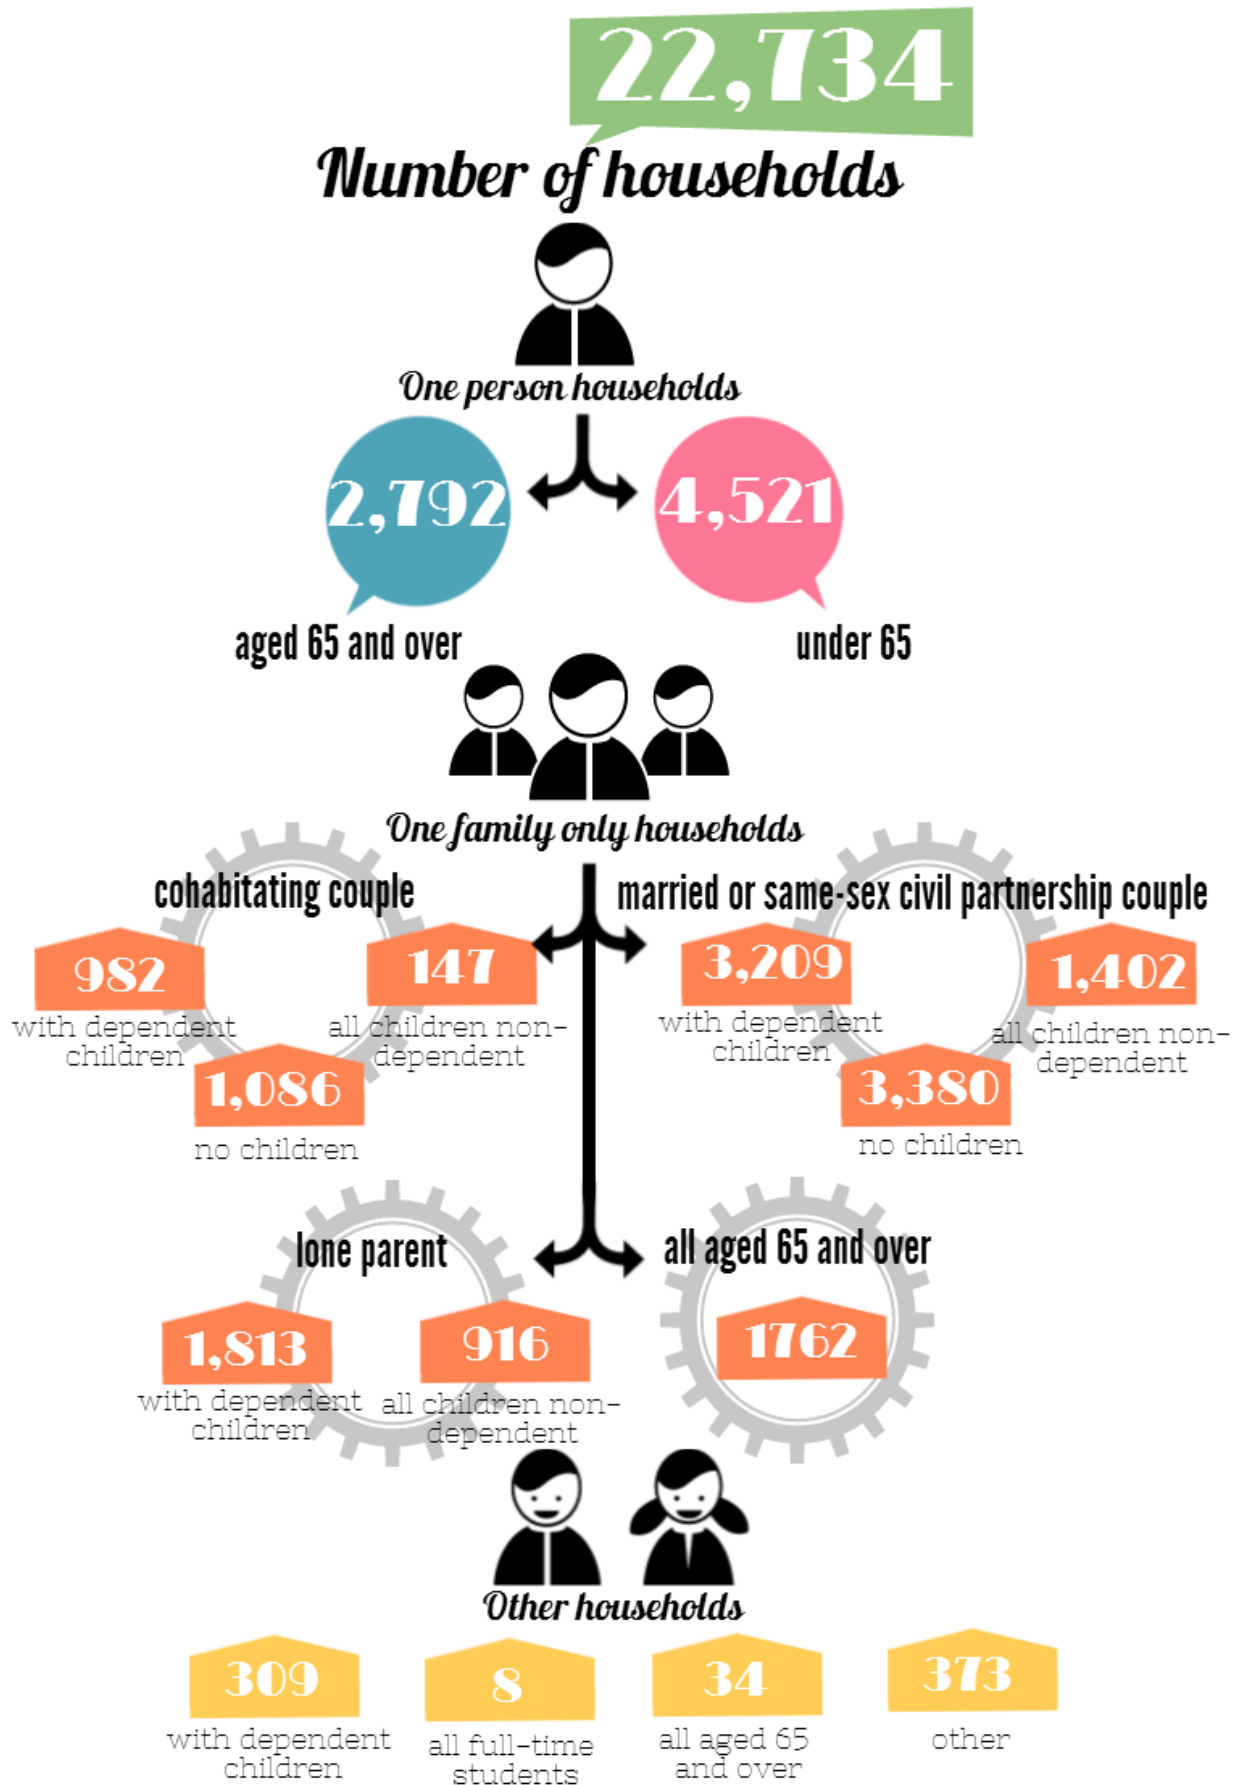 22,734
Number of households
One person households
2,792
4,521
aged 65 and over
under 65
One family only households
cohabitating couple
982
with dependent
children
147
all children non-
dependent
1,086
no children
married or same-sex civil partnership couple
3,209
with dependent
children
1,402
all children non-
dependent
3,380
no children
lone parent
1,813
with dependent
children
916
all children non-
dependent
all aged 65 and over
1762
Other households
309
with dependent
children
8
all full-time
students
34
all aged 65
and over
373
other